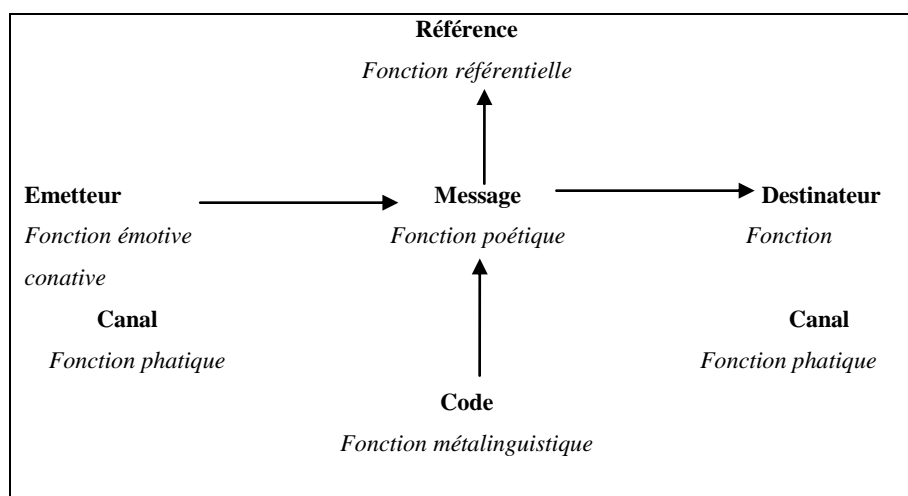 Référence
Fonction référentielle
Emetteur Message Destinateur
Fonction émotive Fonction poétique Fonction
conative
Canal Canal
Fonction phatique Fonction phatique
Code
Fonction métalinguistique